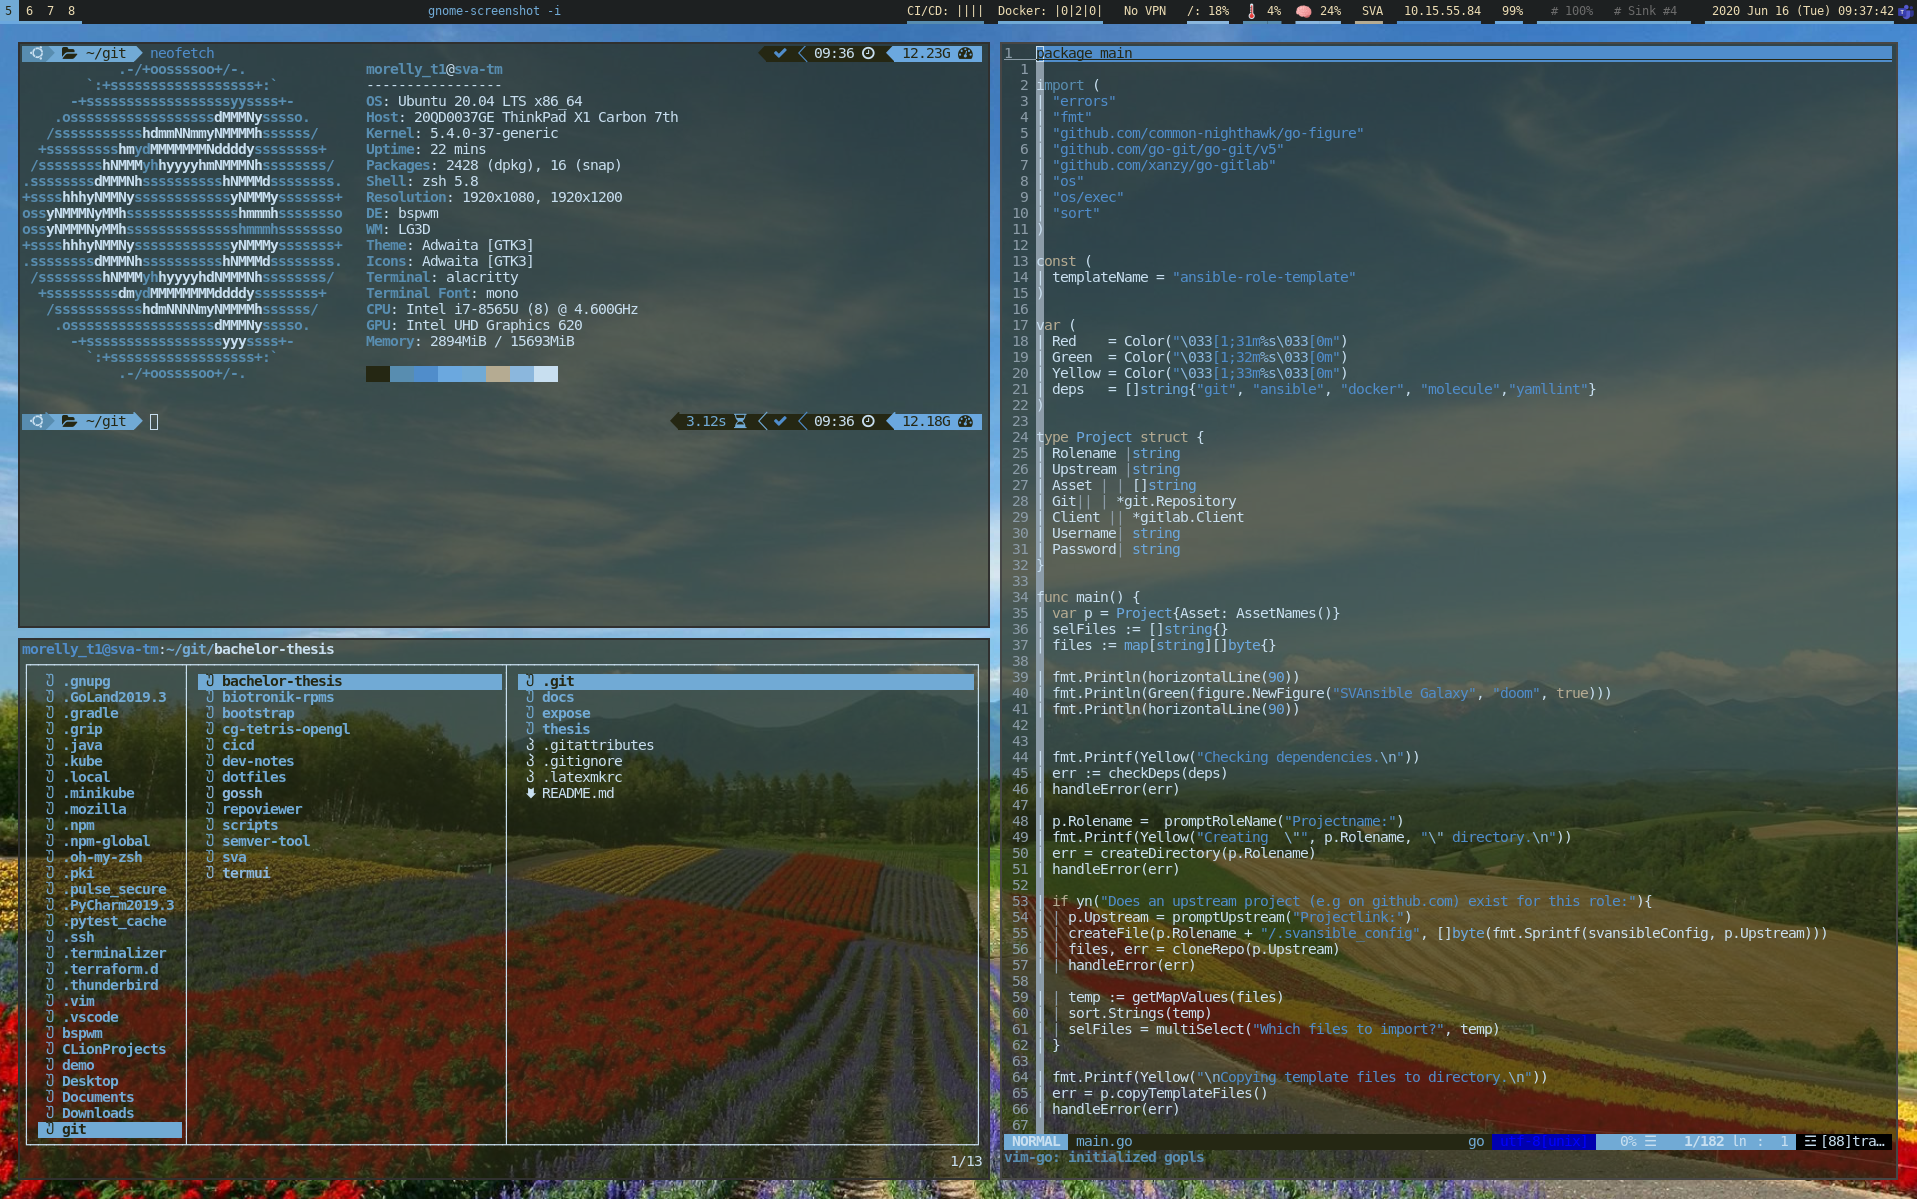 5 6 7 8 gnome-screenshot -i CI/CD: |||| Docker: |0|2|0| No VPN /: 18% 4% 24% SVA 10.15.55.84 99% # 100% # Sink #4 2020 Jun 16 (Tue) 09:37:42
~/git neofetch 09:36 12.23G
.-/+oossssoo+/-.
`:+ssssssssssssssssss+:`
-+ssssssssssssssssssyyssss+-
.ossssssssssssssssssdMMMNysssso.
/ssssssssssshdmmNNmmyNMMMMhssssss/
+ssssssssshmydMMMMMMMNddddyssssssss+
/sssssssshNMMMyhhyyyyhmNMMMNhssssssss/
.ssssssssdMMMNhsssssssssshNMMMdssssssss.
+sssshhhyNMMNyssssssssssssyNMMMysssssss+
ossyNMMMNyMMhsssssssssssssshmmmhssssssso
ossyNMMMNyMMhsssssssssssssshmmmhssssssso
+sssshhhyNMMNyssssssssssssyNMMMysssssss+
.ssssssssdMMMNhsssssssssshNMMMdssssssss.
/sssssssshNMMMyhhyyyyhdNMMMNhssssssss/
+sssssssssdmydMMMMMMMMddddyssssssss+
/ssssssssssshdmNNNNmyNMMMMhssssss/
.ossssssssssssssssssdMMMNysssso.
-+sssssssssssssssssyyyssss+-
`:+ssssssssssssssssss+:`
.-/+oossssoo+/-.
morelly_t1@sva-tm
-----------------
OS: Ubuntu 20.04 LTS x86_64
Host: 20QD0037GE ThinkPad X1 Carbon 7th
Kernel: 5.4.0-37-generic
Uptime: 22 mins
Packages: 2428 (dpkg), 16 (snap)
Shell: zsh 5.8
Resolution: 1920x1080, 1920x1200
DE: bspwm
WM: LG3D
Theme: Adwaita [GTK3]
Icons: Adwaita [GTK3]
Terminal: alacritty
Terminal Font: mono
CPU: Intel i7-8565U (8) @ 4.600GHz
GPU: Intel UHD Graphics 620
Memory: 2894MiB / 15693MiB
~/git 3.12s 09:36 12.18G
morelly_t1@sva-tm:~/git/bachelor-thesis
.gnupg
.GoLand2019.3
.gradle
.grip
.java
.kube
.local
.minikube
.mozilla
.npm
.npm-global
.oh-my-zsh
.pki
.pulse_secure
.PyCharm2019.3
.pytest_cache
.ssh
.terminalizer
.terraform.d
.thunderbird
.vim
.vscode
bspwm
CLionProjects
demo
Desktop
Documents
Downloads
git
bachelor-thesis
biotronik-rpms
bootstrap
cg-tetris-opengl
cicd
dev-notes
dotfiles
gossh
repoviewer
scripts
semver-tool
sva
termui
.git
docs
expose
thesis
.gitattributes
.gitignore
.latexmkrc
README.md
1/13
1 package main
1
2 import (
3 "errors"
4 "fmt"
5 "github.com/common-nighthawk/go-figure"
6 "github.com/go-git/go-git/v5"
7 "github.com/xanzy/go-gitlab"
8 "os"
9 "os/exec"
10 "sort"
11 )
12
13 const (
14 templateName = "ansible-role-template"
15 )
16
17 var (
18 Red = Color("\033[1;31m%s\033[0m")
19 Green = Color("\033[1;32m%s\033[0m")
20 Yellow = Color("\033[1;33m%s\033[0m")
21 deps = []string{"git", "ansible", "docker", "molecule","yamllint"}
22 )
23
24 type Project struct {
25 Rolename |string
26 Upstream |string
27 Asset | | []string
28 Git|| | *git.Repository
29 Client || *gitlab.Client
30 Username| string
31 Password| string
32 }
33
34 func main() {
35 var p = Project{Asset: AssetNames()}
36 selFiles := []string{}
37 files := map[string][]byte{}
38
39 fmt.Println(horizontalLine(90))
40 fmt.Println(Green(figure.NewFigure("SVAnsible Galaxy", "doom", true)))
41 fmt.Println(horizontalLine(90))
42
43
44 fmt.Printf(Yellow("Checking dependencies.\n"))
45 err := checkDeps(deps)
46 handleError(err)
47
48 p.Rolename = promptRoleName("Projectname:")
49 fmt.Printf(Yellow("Creating \"", p.Rolename, "\" directory.\n"))
50 err = createDirectory(p.Rolename)
51 handleError(err)
52
53 if yn("Does an upstream project (e.g on github.com) exist for this role:"){
54 | p.Upstream = promptUpstream("Projectlink:")
55 | createFile(p.Rolename + "/.svansible_config", []byte(fmt.Sprintf(svansibleConfig, p.Upstream)))
56 | files, err = cloneRepo(p.Upstream)
57 | handleError(err)
58
59 | temp := getMapValues(files)
60 | sort.Strings(temp)
61 | selFiles = multiSelect("Which files to import?", temp)
62 }
63
64 fmt.Printf(Yellow("\nCopying template files to directory.\n"))
65 err = p.copyTemplateFiles()
66 handleError(err)
67
NORMAL main.go go utf-8[unix] 0% ☰ 1/182 ln : 1 ☲ [88]tra…
vim-go: initialized gopls